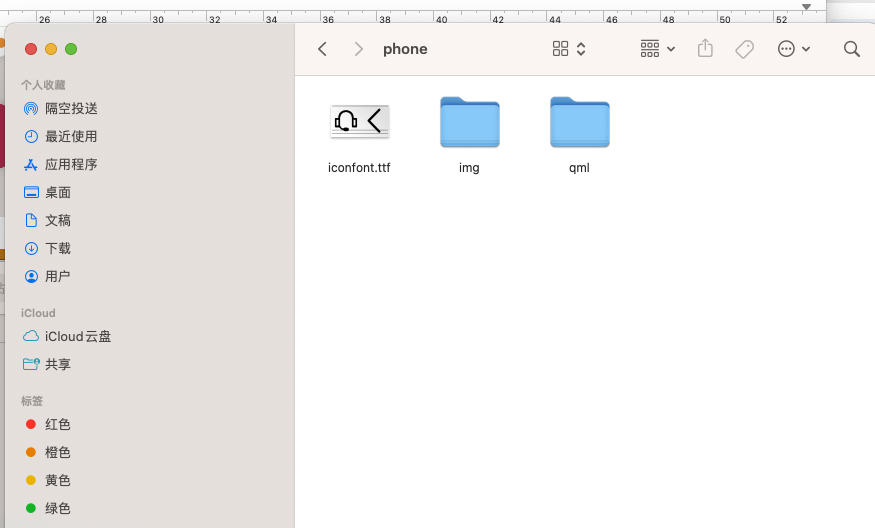 26 28 30 32 34 36 38 40 42 44 46 48 50 52
phone
个人收藏
隔空投送
最近使用
应用程序
桌面
文稿
下载
用户
iCloud
iCloud云盘
共享
标签
红色
橙色
黄色
绿色
iconfont.ttf
img
qml